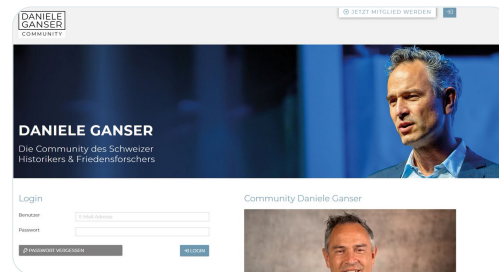 DANIELE
GANSER
COMMUNITY
JETZT MITGLIED WERDEN
DANIELE GANSER
Die Community des Schweizer
Historikers & Friedensforschers
Login
Community Daniele Ganser
Benutzer
E-Mail-Adresse
Passwort
PASSWORT VERGESSEN
LOGIN